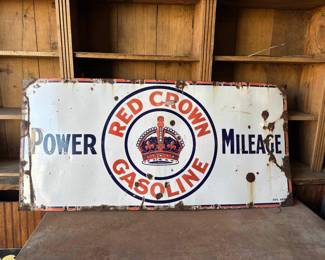 RED CROWN
POWER
MILEAGE
GASOLINE